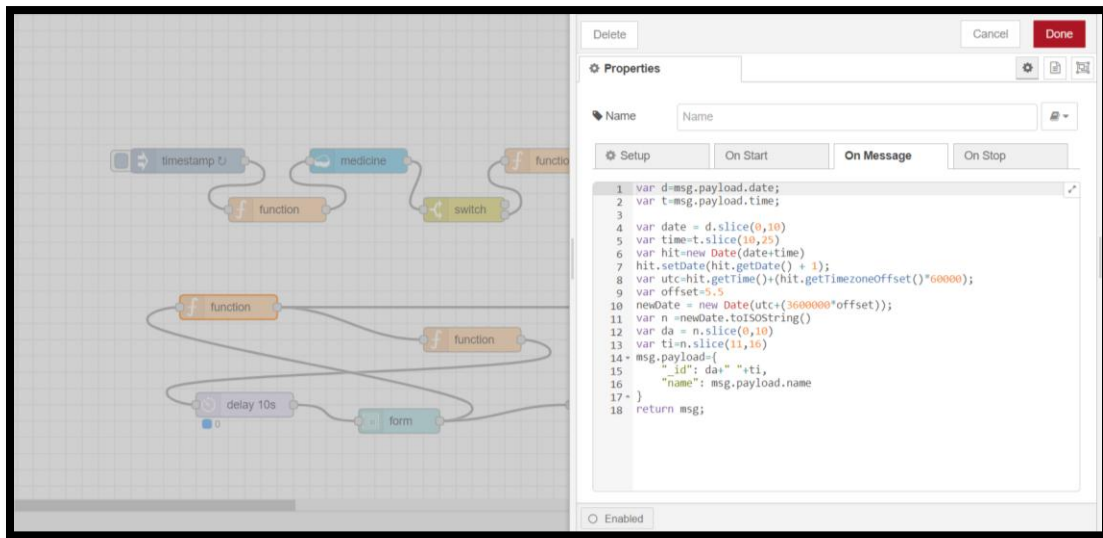 Delete
Cancel
Done
Properties
Name
Name
Setup
On Start
On Message
On Stop
timestamp ↻
medicine
functio
function
switch
function
function
delay 10s
0
form
1 var d=msg.payload.date;
2 var t=msg.payload.time;
3
4 var date = d.slice(0,10)
5 var time=t.slice(10,25)
6 var hit=new Date(date+time)
7 hit.setDate(hit.getDate() + 1);
8 var utc=hit.getTime()+(hit.getTimezoneOffset()*60000);
9 var offset=5.5
10 newDate = new Date(utc+(3600000*offset));
11 var n =newDate.toISOString()
12 var da = n.slice(0,10)
13 var ti=n.slice(11,16)
14 msg.payload={
15 "_id": da+" "+ti,
16 "name": msg.payload.name
17 }
18 return msg;
Enabled